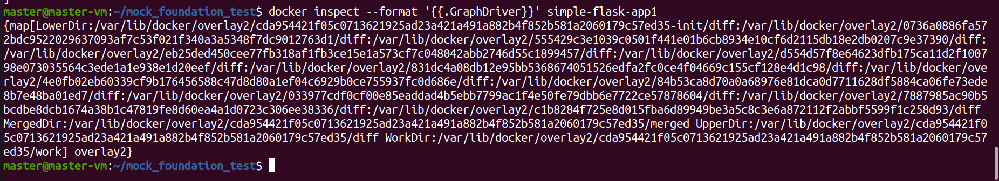 ]
master@master-vm:~/mock_foundation_test$ docker inspect --format '{{.GraphDriver}}' simple-flask-app1
{map[LowerDir:/var/lib/docker/overlay2/cda954421f05c0713621925ad23a421a491a882b4f852b581a2060179c57ed35-init/diff:/var/lib/docker/overlay2/0736a0886fa57
2bdc9522029637093af7c53f021f340a3a5348f7dc9012763d1/diff:/var/lib/docker/overlay2/555429c3e1039c0501f441e01b6cb8934e10cf6d2115db18e2db0207c9e37390/diff:
/var/lib/docker/overlay2/eb25ded450cee77fb318af1fb3ce15e1a573cf7c048042abb2746d55c1899457/diff:/var/lib/docker/overlay2/d554d57f8e64623dfb175ca11d2f1007
98e073035564c3ede1a1e938e1d20eef/diff:/var/lib/docker/overlay2/831dc4a08db12e95bb5368674051526edfa2fc0ce4f04669c155cf128e4d1c98/diff:/var/lib/docker/ove
rlay2/4e0fb02eb60339cf9b176456588c47d8d80a1ef04c6929b0ce755937fc0d686e/diff:/var/lib/docker/overlay2/84b53ca8d70a0a68976e81dca0d7711628df5884ca06fe73ede
8b7e48ba01ed7/diff:/var/lib/docker/overlay2/033977cdf0cf00e85eaddad4b5ebb7799ac1f4e50fe79dbb6e7722ce57878604/diff:/var/lib/docker/overlay2/7887985ac90b5
bcdbe8dcb1674a38b1c47819fe8d60ea4a1d0723c306ee38336/diff:/var/lib/docker/overlay2/c1b8284f725e8d015fba6d89949be3a5c8c3e6a872112f2abbf5599f1c258d93/diff
MergedDir:/var/lib/docker/overlay2/cda954421f05c0713621925ad23a421a491a882b4f852b581a2060179c57ed35/merged UpperDir:/var/lib/docker/overlay2/cda954421f0
5c0713621925ad23a421a491a882b4f852b581a2060179c57ed35/diff WorkDir:/var/lib/docker/overlay2/cda954421f05c0713621925ad23a421a491a882b4f852b581a2060179c57
ed35/work] overlay2}
master@master-vm:~/mock_foundation_test$